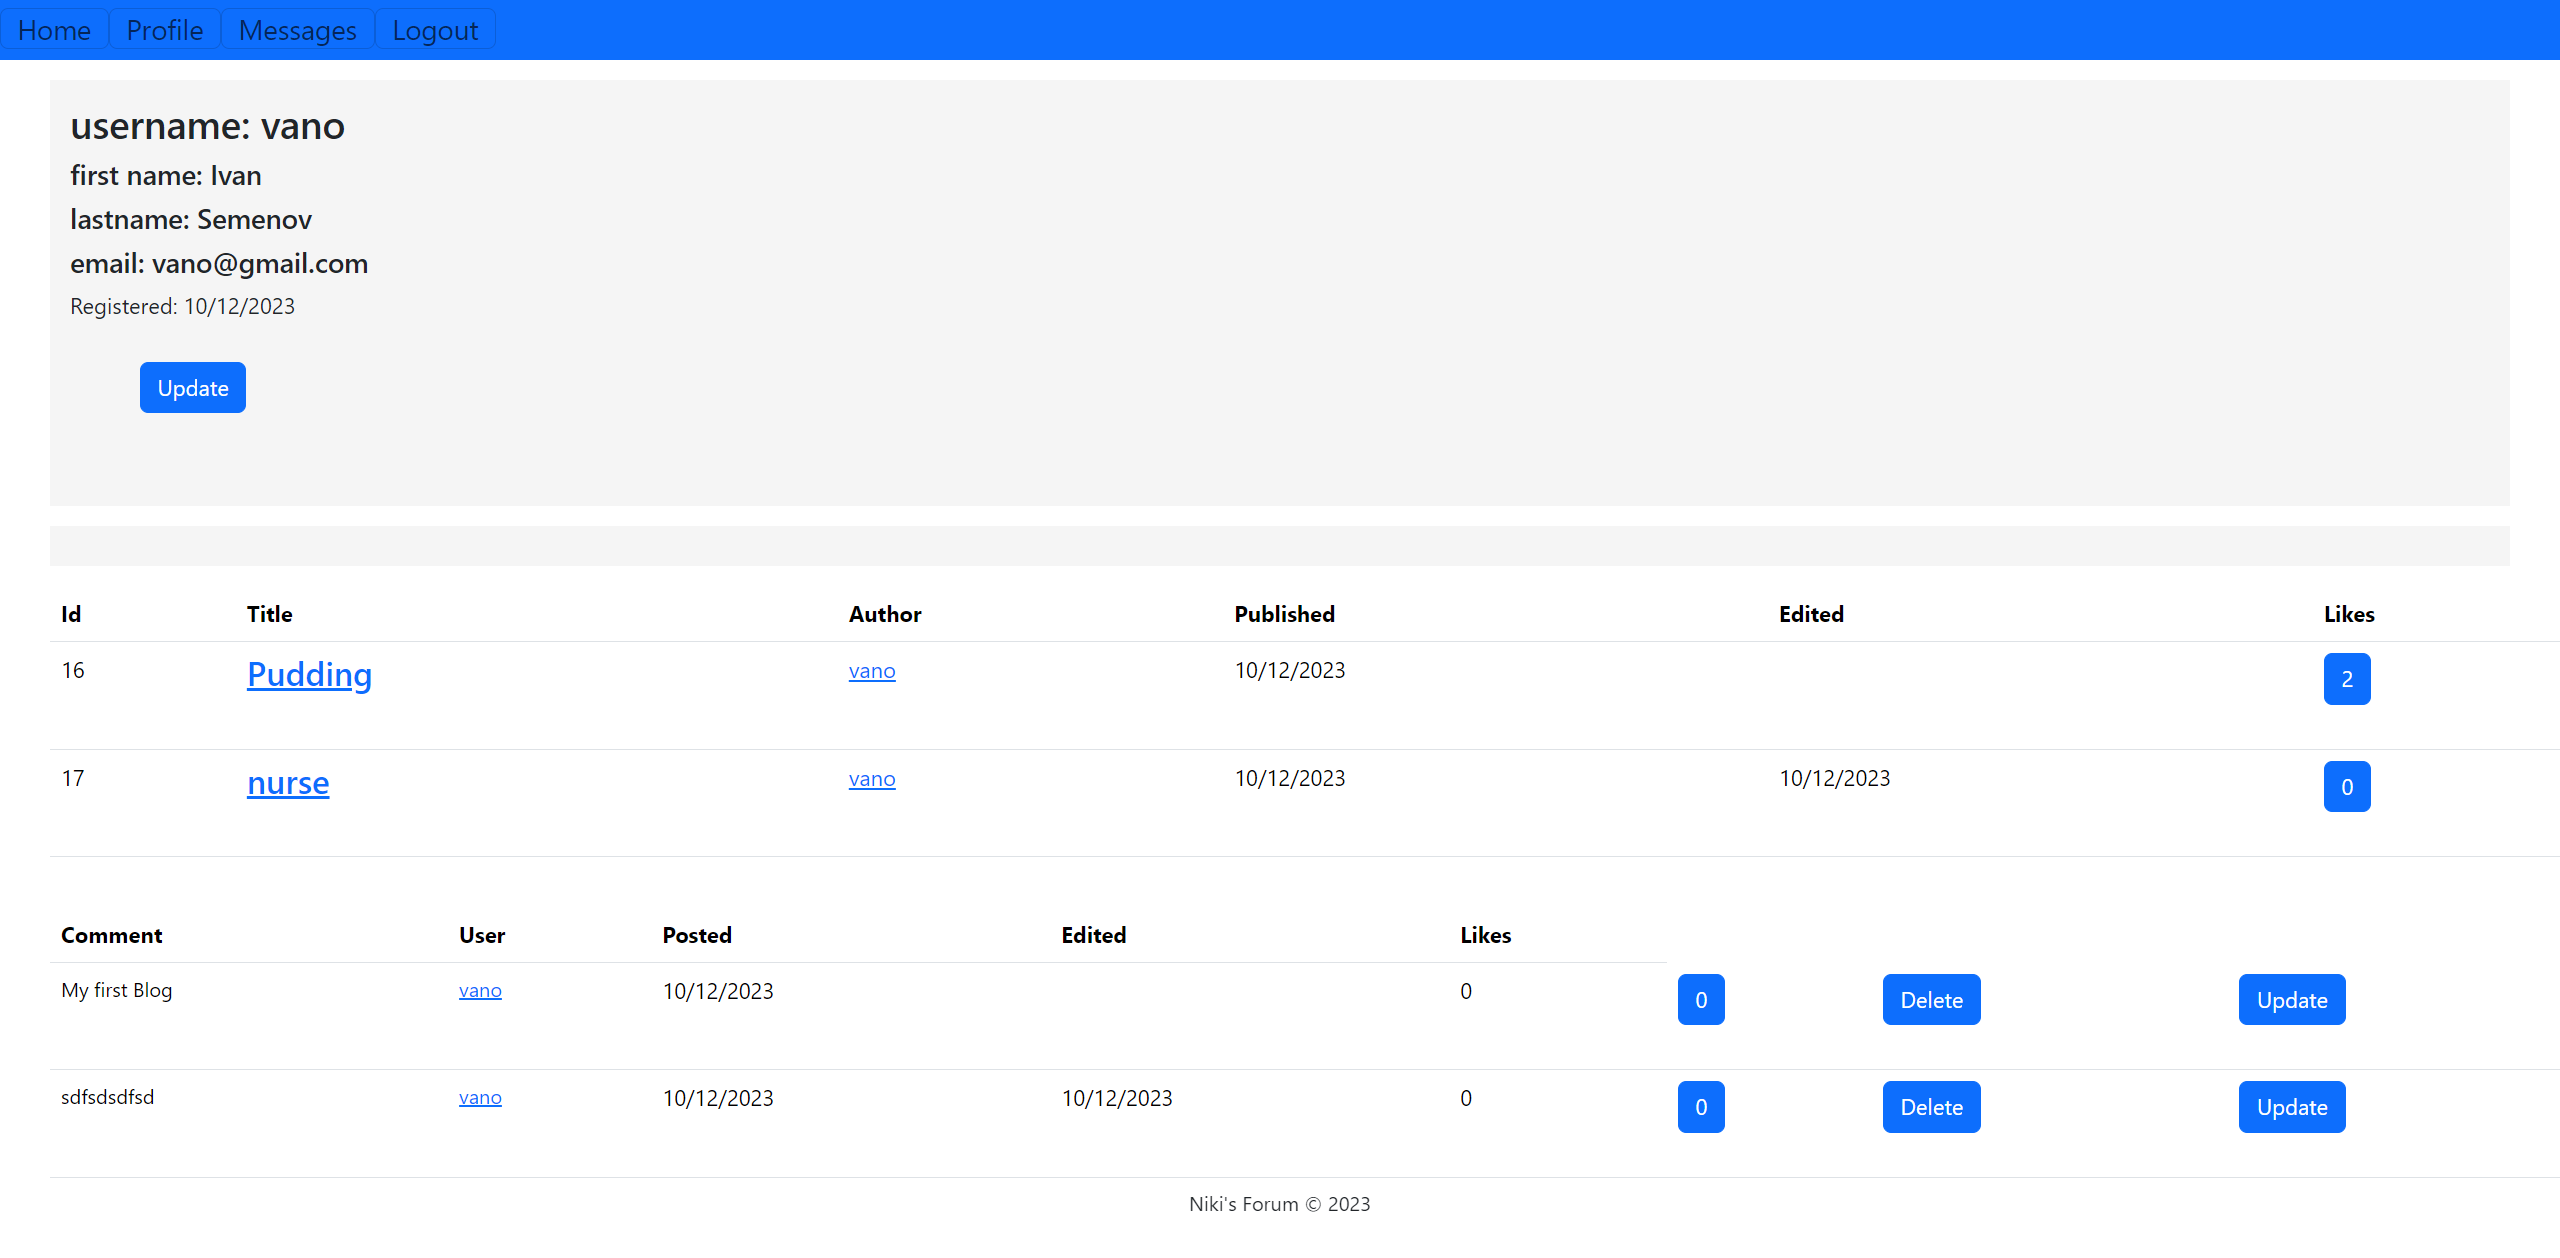 Home Profile Messages Logout
username: vano
first name: Ivan
lastname: Semenov
email: vano@gmail.com
Registered: 10/12/2023
Update
Id Title Author Published Edited Likes
16 Pudding vano 10/12/2023 2
17 nurse vano 10/12/2023 10/12/2023 0
Comment User Posted Edited Likes
My first Blog vano 10/12/2023 0 0 Delete Update
sdfsdsdfsd vano 10/12/2023 10/12/2023 0 0 Delete Update
Niki's Forum © 2023